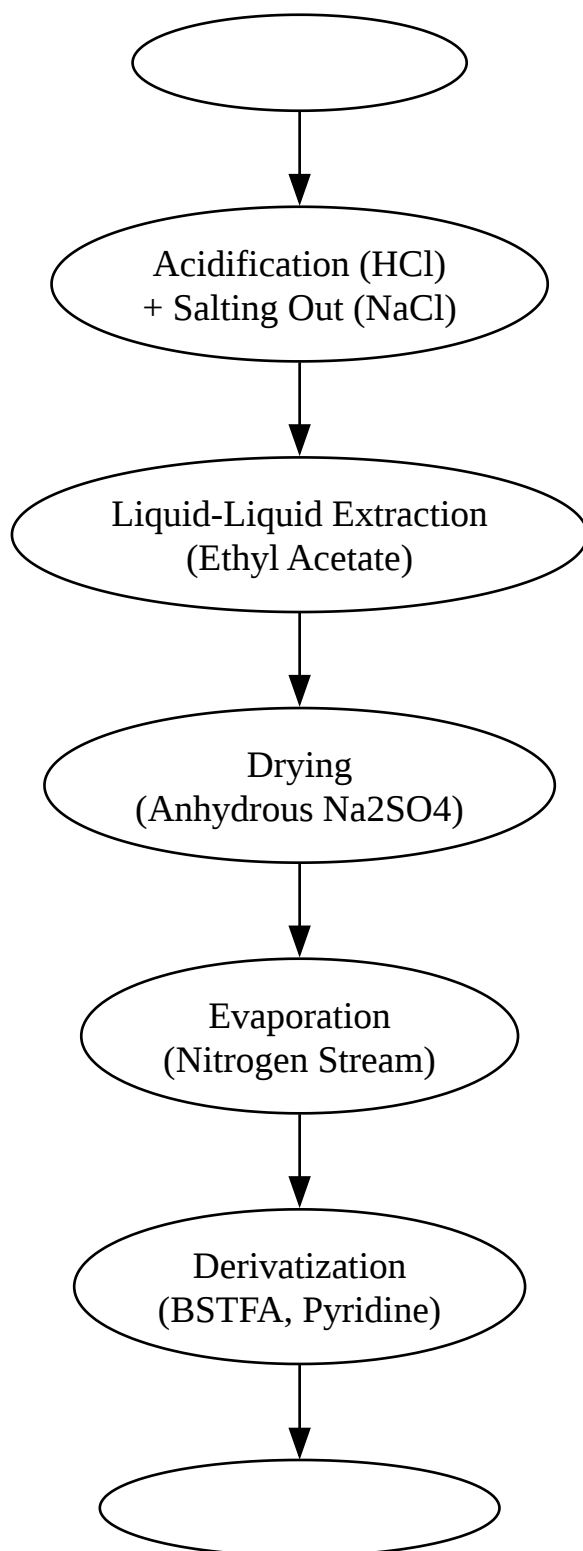 Acidification (HCl)
+ Salting Out (NaCl)
Liquid-Liquid Extraction
(Ethyl Acetate)
Drying
(Anhydrous Na2SO4)
Evaporation
(Nitrogen Stream)
Derivatization
(BSTFA, Pyridine)